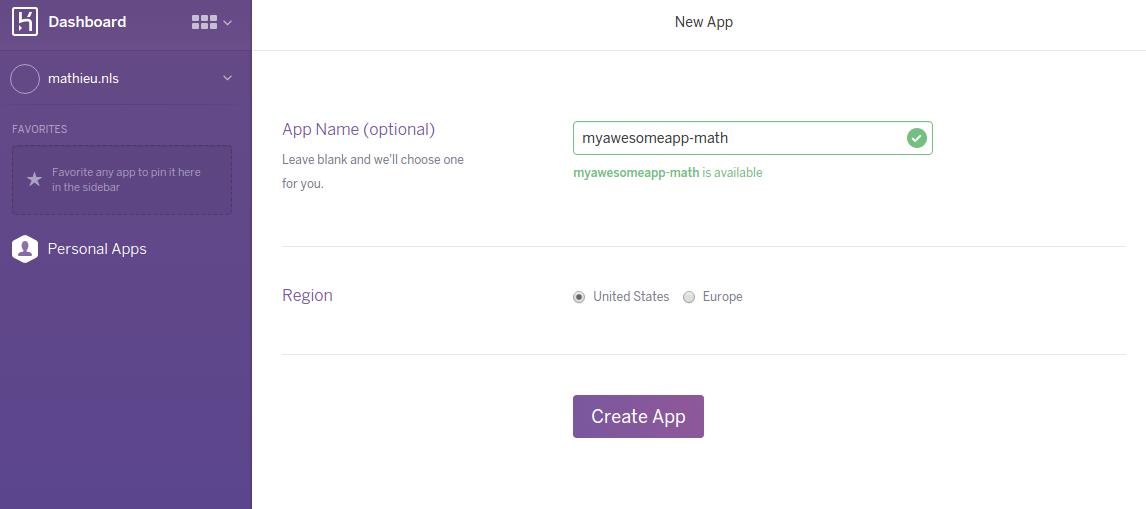 Dashboard
mathieu.nls
FAVORITES
Favorite any app to pin it here
in the sidebar
Personal Apps
New App
App Name (optional)
Leave blank and we'll choose one
for you.
myawesomeapp-math
myawesomeapp-math is available
Region
United States
Europe
Create App